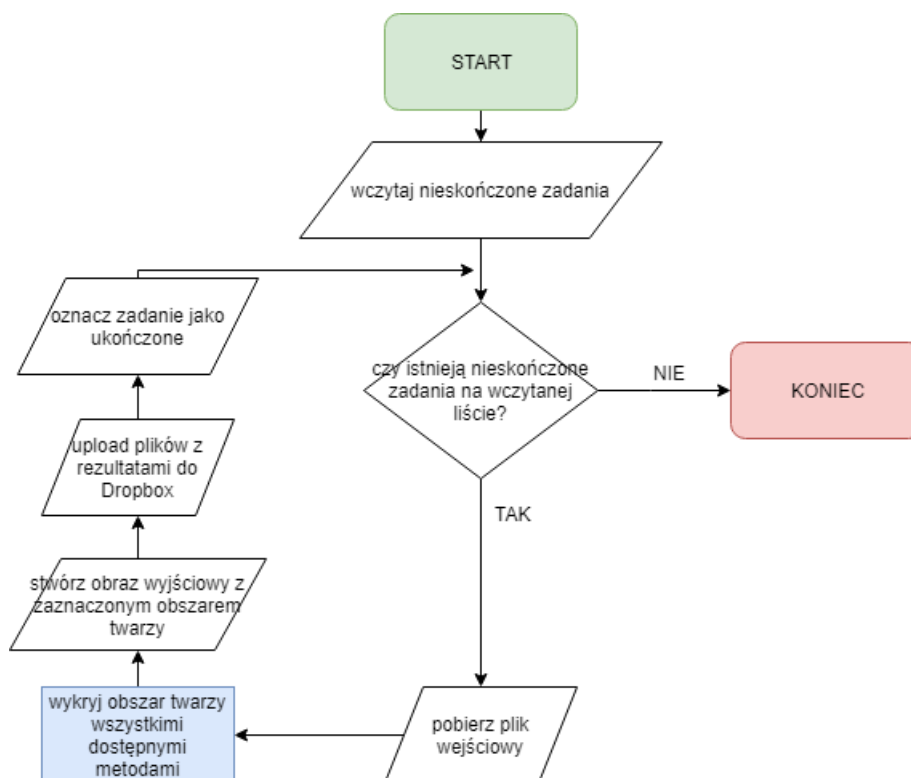 START
wczytaj nieskończone zadania
oznacz zadanie jako
ukończone
czy istnieją nieskończone
zadania na wczytanej
liście?
NIE
KONIEC
upload plików z
rezultatami do
Dropbox
TAK
stwórz obraz wyjściowy z
zaznaczonym obszarem
twarzy
wykryj obszar twarzy
wszystkimi
dostępnymi
metodami
pobierz plik
wejściowy